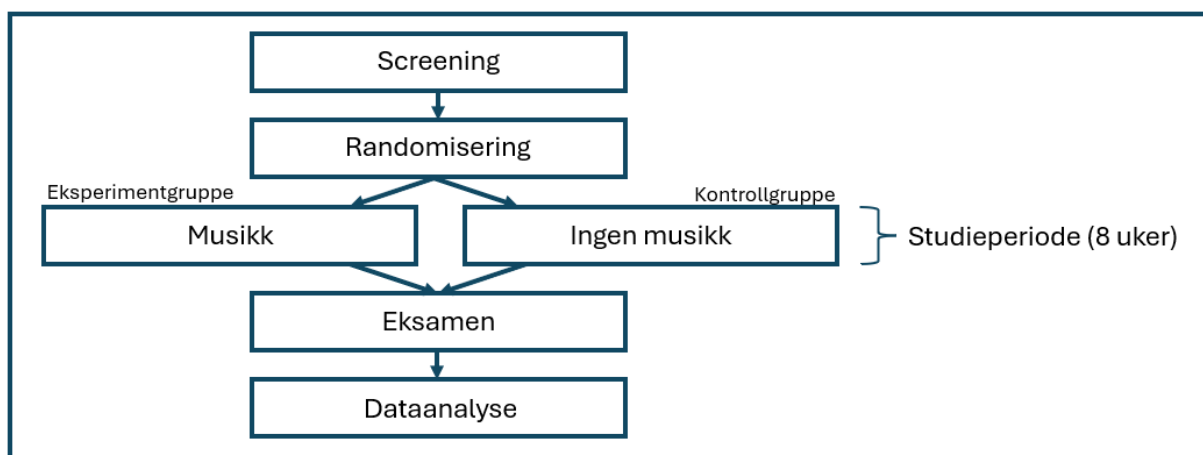 Screening
Randomisering
Eksperimentgruppe
Kontrollgruppe
Musikk
Ingen musikk
Studieperiode (8 uker)
Eksamen
Dataanalyse